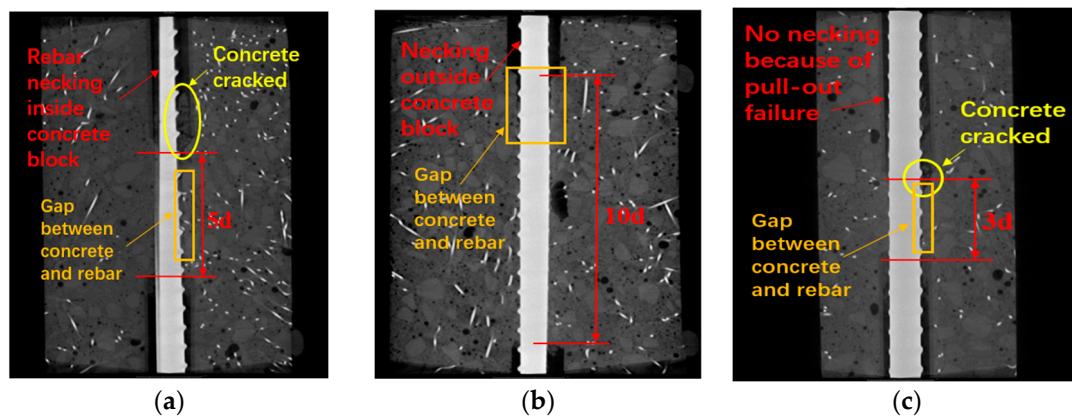 Rebar
necking
inside
concrete
block
Concrete
cracked
Gap
between
concrete
and rebar
5d
(a)
Necking
outside
concrete
block
Gap
between
concrete
and rebar
10d
(b)
No necking
because of
pull-out
failure
Concrete
cracked
Gap
between
concrete
and rebar
3d
(c)